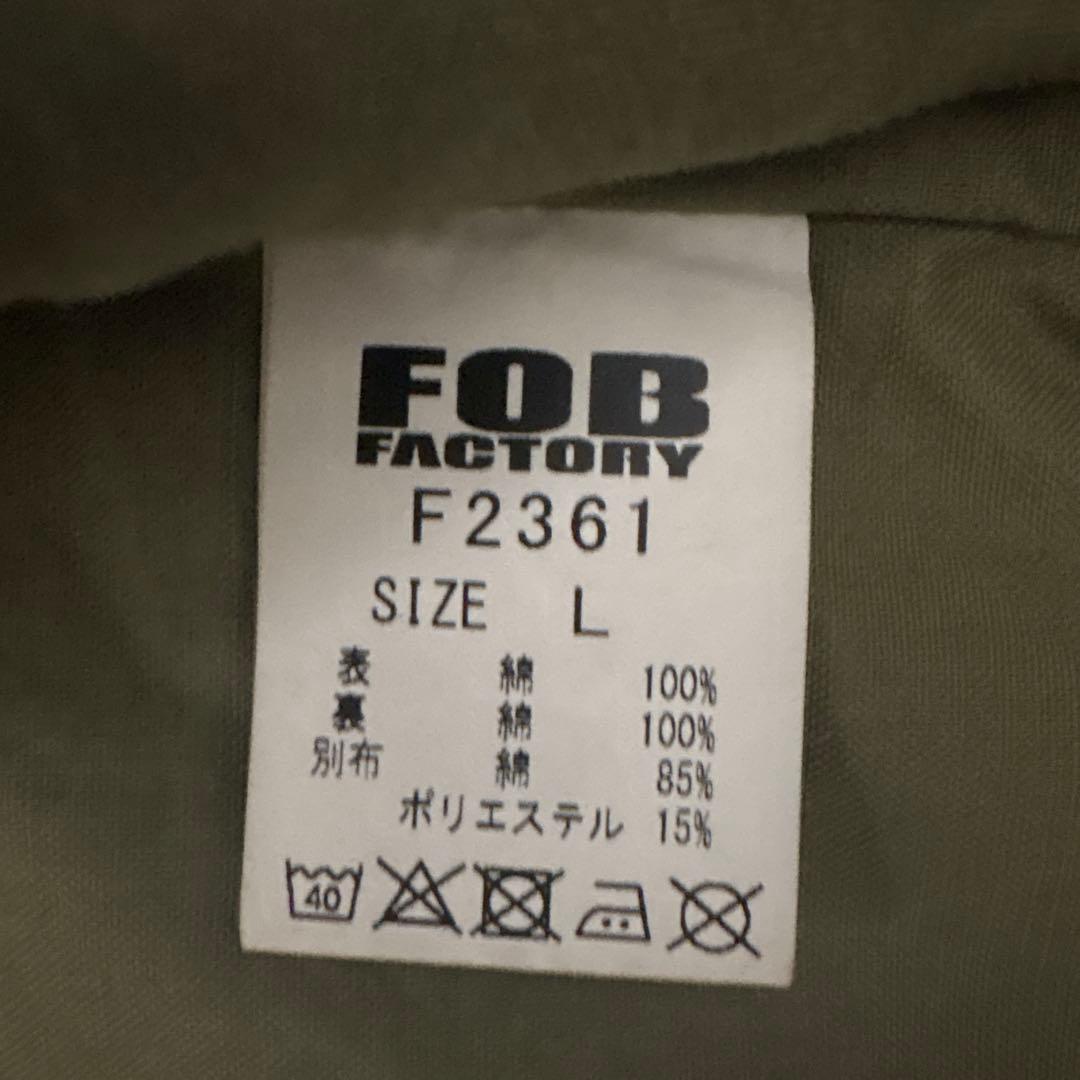 FOB
FACTORY
F2361
SIZE L
表 綿 100%
裏 綿 100%
別布 綿 85%
ポリエステル 15%
40